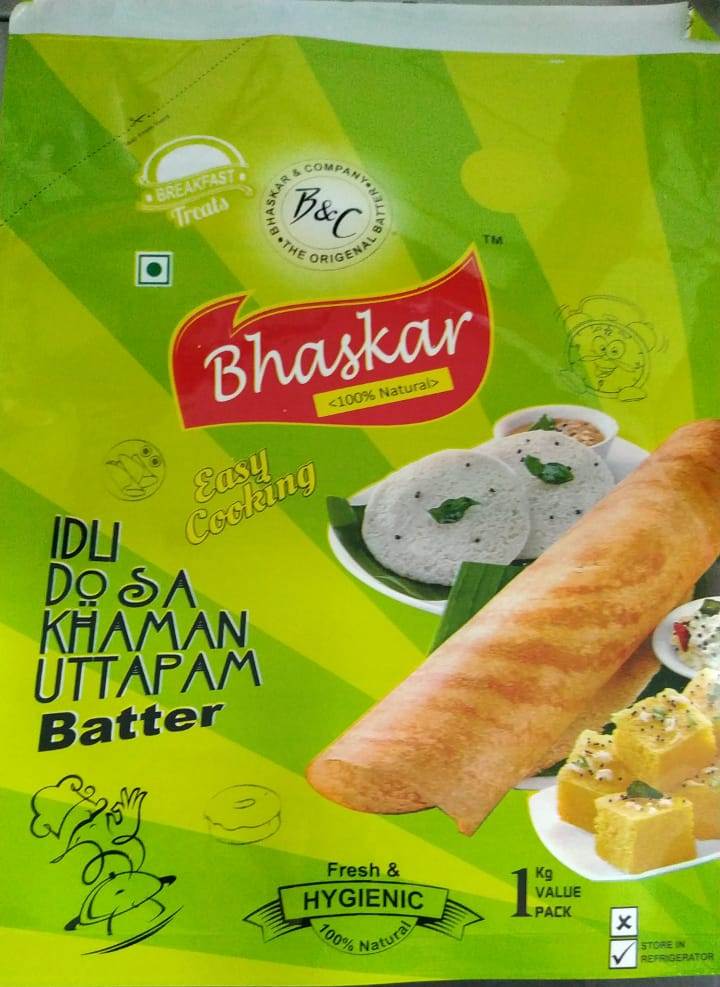 BREAKFAST
Treats
BHASKAR & COMPANY
B&C
THE ORIGENAL BATTER
TM
Bhaskar
<100% Natural>
Easy
Cooking
IDLI
DOSA
KHAMAN
UTTAPAM
Batter
Fresh &
HYGIENIC
100% Natural
1 Kg
VALUE
PACK
STORE IN
REFRIGERATOR